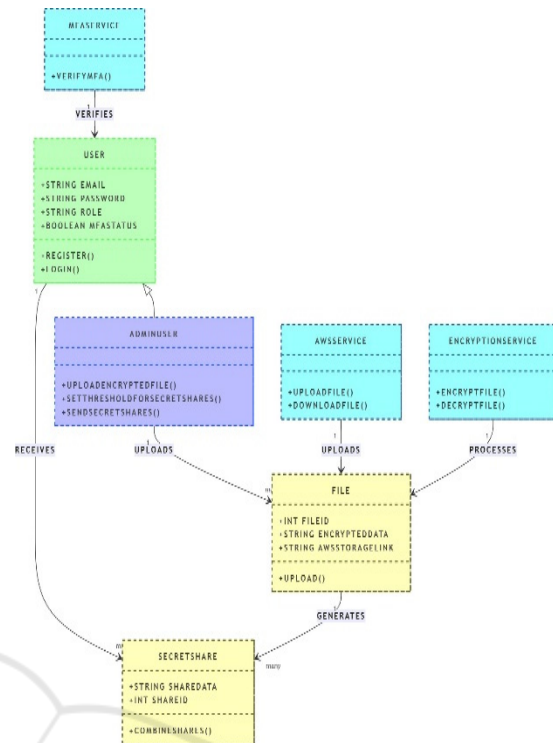 MFASERVICE
+VERIFYMFA()
1
VERIFIES
USER
+STRING EMAIL
+STRING PASSWORD
+STRING ROLE
+BOOLEAN MFASTATUS
+REGISTER()
+LOGIN()
1
ADMINUSER
+UPLOADENCRYPTEDFILE()
+SETTHRESHOLDFORSECRETSHARES()
+SENDSECRETSHARES()
AWSSERVICE
+UPLOADFILE()
+DOWNLOADFILE()
ENCRYPTIONSERVICE
+ENCRYPTFILE()
+DECRYPTFILE()
1
1
1
RECEIVES
UPLOADS
UPLOADS
PROCESSES
FILE
+INT FILEID
+STRING ENCRYPTEDDATA
+STRING AWSSTORAGELINK
+UPLOAD()
1
GENERATES
many
SECRETSHARE
+STRING SHAREDATA
+INT SHAREID
+COMBINESHARES()